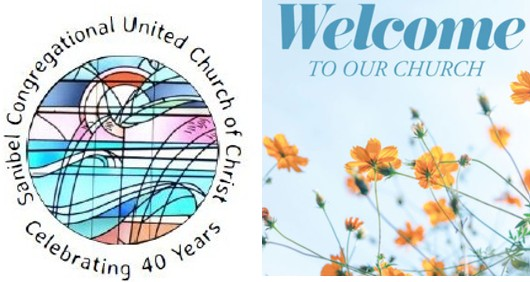 Sanibel Congregational United Church of Christ
Celebrating 40 Years
Welcome
TO OUR CHURCH